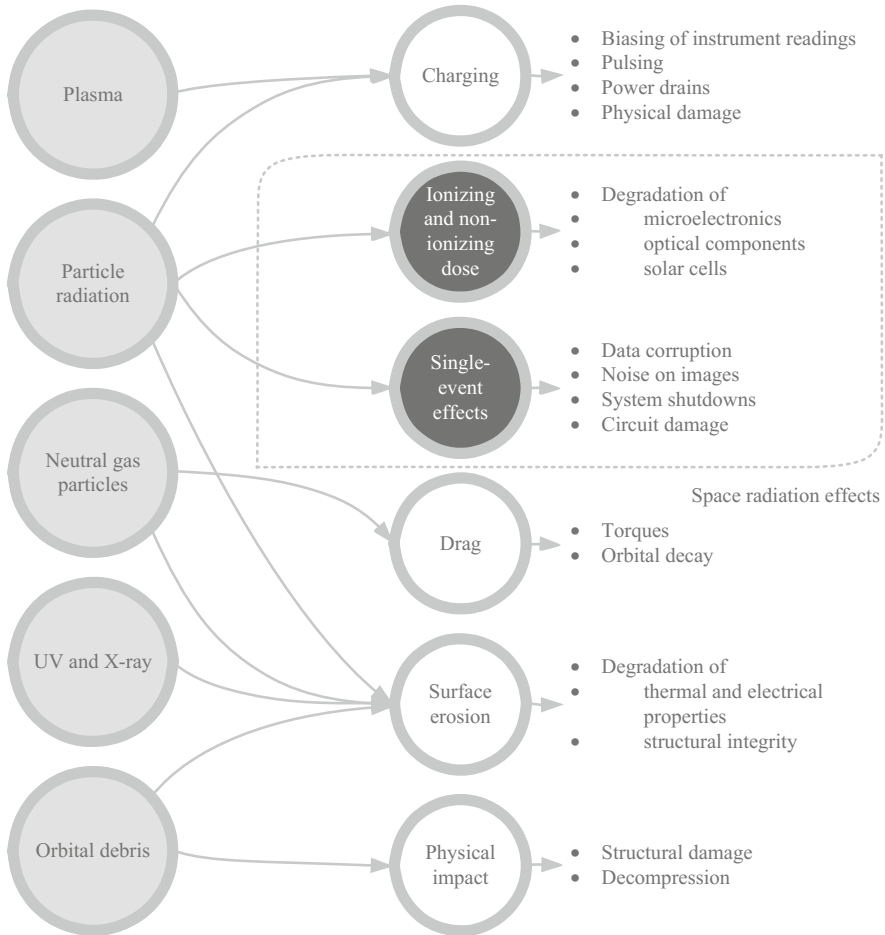 Plasma
Charging
• Biasing of instrument readings
• Pulsing
• Power drains
• Physical damage
Particle
radiation
Ionizing
and non-
ionizing
dose
• Degradation of
• microelectronics
• optical components
• solar cells
Single-
event
effects
• Data corruption
• Noise on images
• System shutdowns
• Circuit damage
Space radiation effects
Neutral gas
particles
Drag
• Torques
• Orbital decay
UV and X-ray
Surface
erosion
• Degradation of
• thermal and electrical
properties
• structural integrity
Orbital debris
Physical
impact
• Structural damage
• Decompression